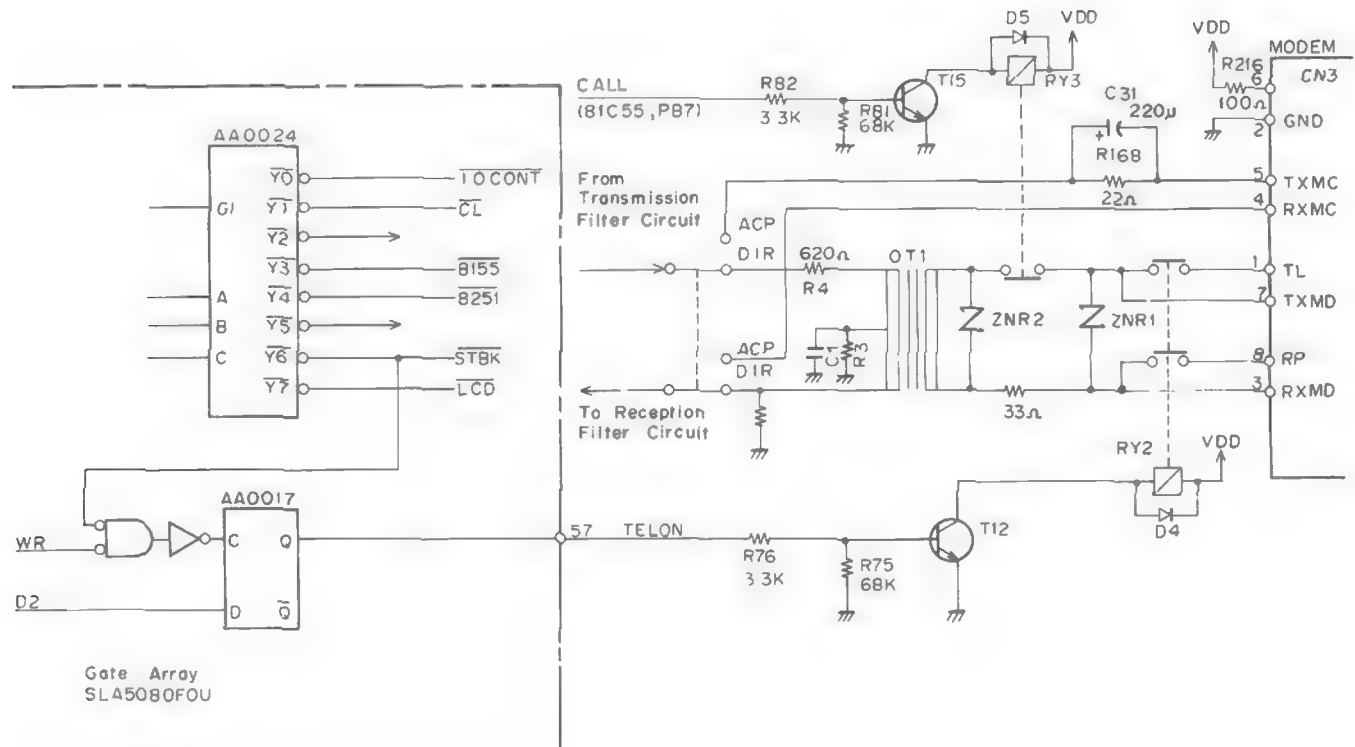 D5
VDD
VDD
MODEM
CN3
R216
6
100Ω
GND
2
T15
RY3
CALL
(81C55,PB7)
R82
3.3K
R81
68K
C31
220μ
+
R168
22Ω
5
TXMC
4
RXMC
AA0024
G1
A
B
C
Y0
Y1
Y2
Y3
Y4
Y5
Y6
Y7
IOCONT
CL
8155
8251
STBK
LCD
From
Transmission
Filter Circuit
ACP
DIR
620Ω
R4
OT1
ZNR2
ZNR1
1
TL
7
TXMD
ACP
DIR
C1
R3
8
RP
3
RXMD
33Ω
To Reception
Filter Circuit
RY2
VDD
D4
AA0017
WR
C
Q
D2
D
Q
57
TELON
R76
3.3K
R75
68K
T12
Gate Array
SLA5080FOU